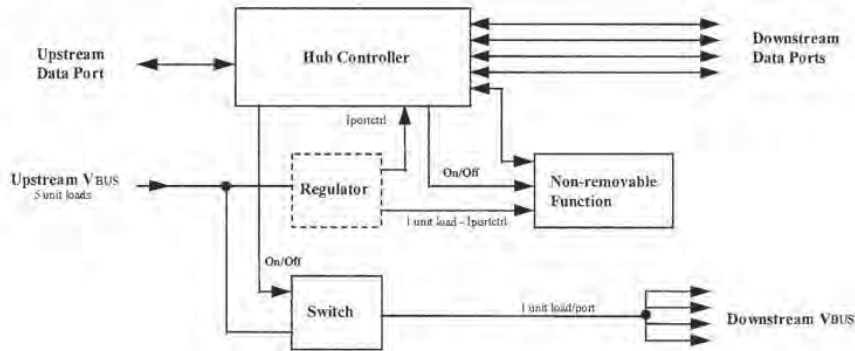 Upstream
Data Port
Hub Controller
Downstream
Data Ports
Iportctrl
Upstream VBUS
5 unit loads
Regulator
On/Off
Non-removable
Function
1 unit load - Iportctrl
On/Off
Switch
1 unit load/port
Downstream VBUS